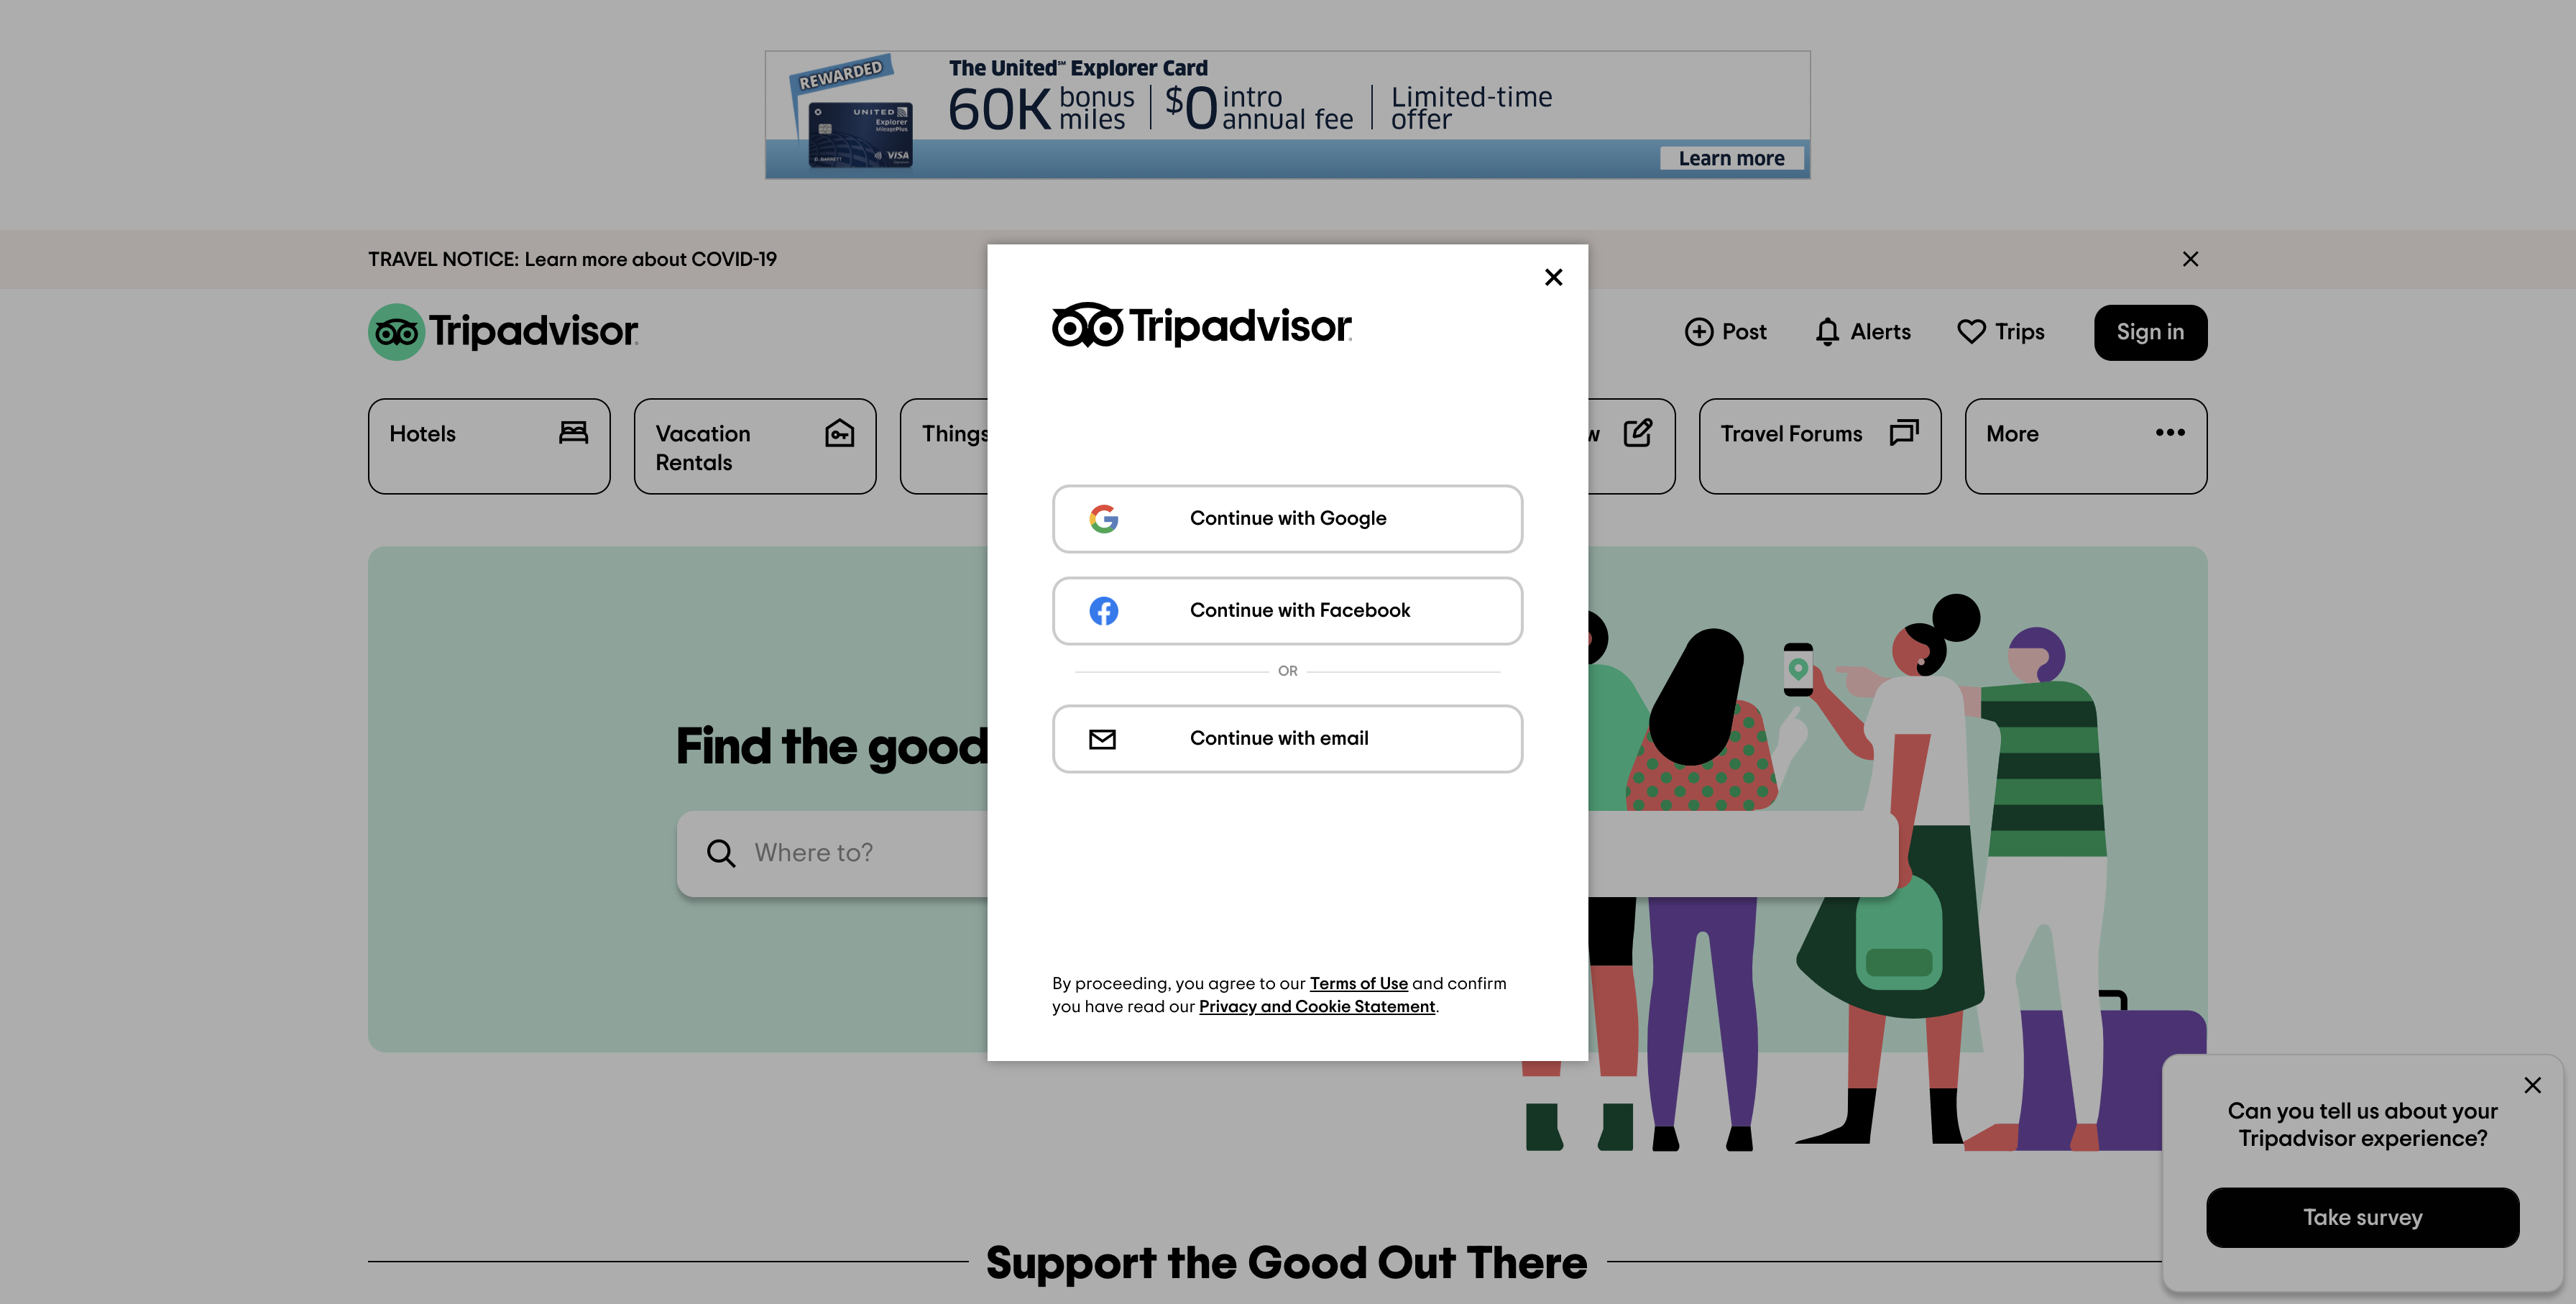 REWARDED
The United℠ Explorer Card
60K bonus miles | $0 intro annual fee | Limited-time offer
UNITED
Explorer
MileagePlus
D. BARRETT
VISA
Learn more
TRAVEL NOTICE: Learn more about COVID-19
Tripadvisor
Post
Alerts
Trips
Sign in
Hotels
Vacation
Rentals
Things
w
Travel Forums
More
Find the good
Where to?
Tripadvisor
Continue with Google
Continue with Facebook
OR
Continue with email
By proceeding, you agree to our Terms of Use and confirm
you have read our Privacy and Cookie Statement.
Can you tell us about your
Tripadvisor experience?
Take survey
Support the Good Out There